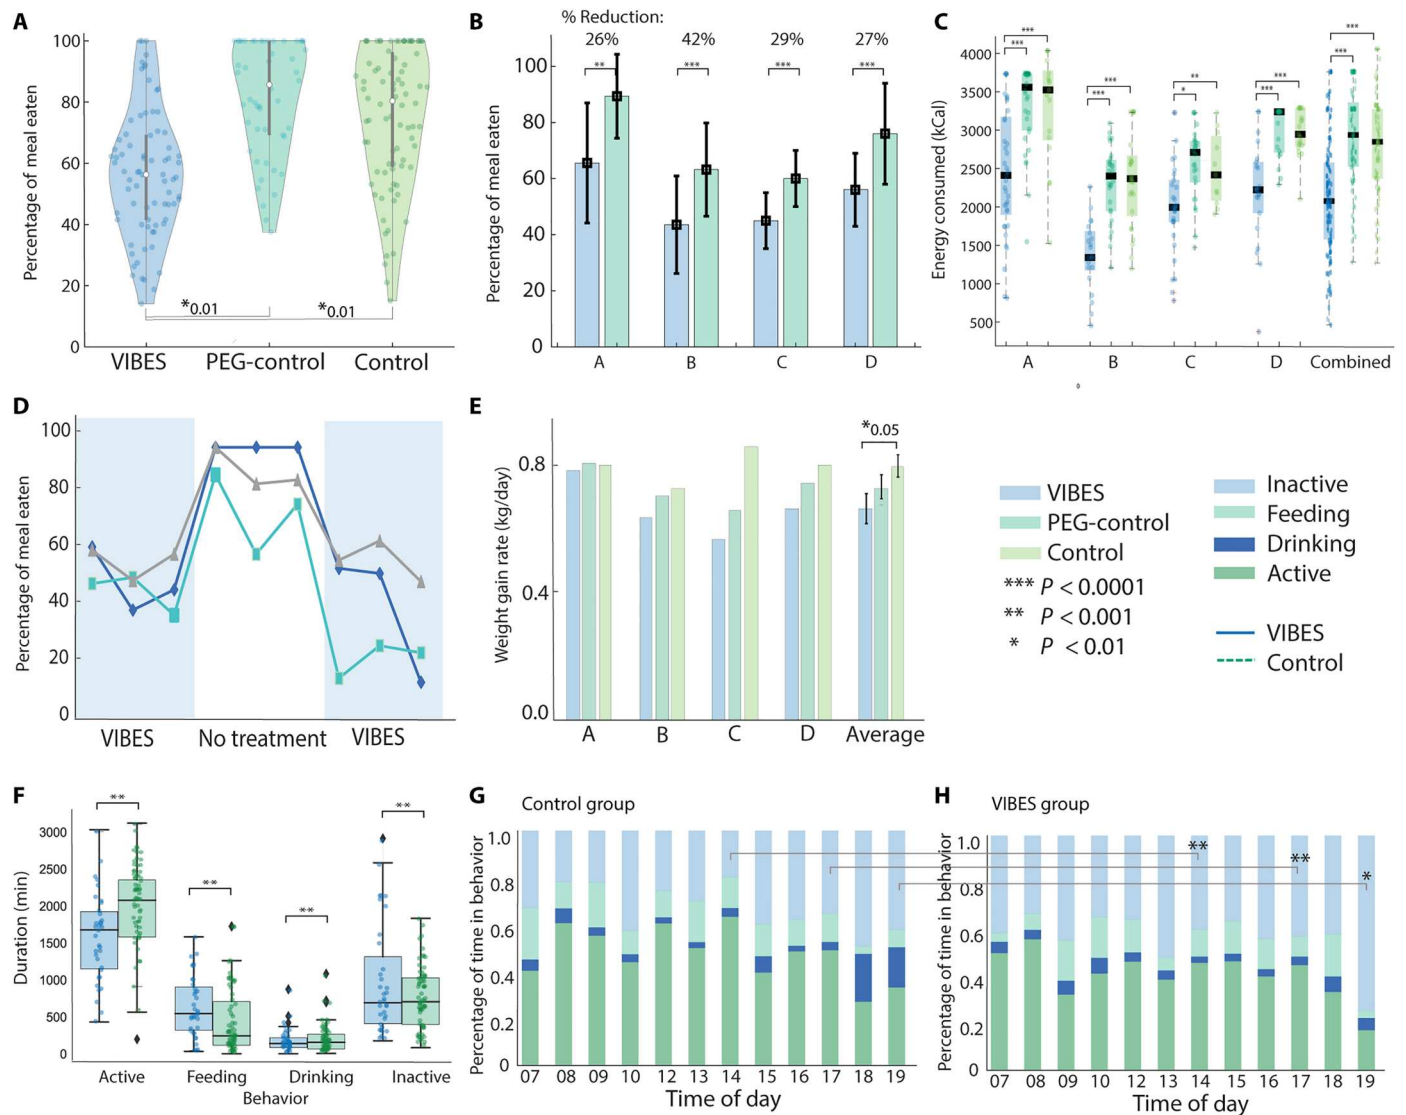 A
Percentage of meal eaten
100
80
60
40
20
0
*0.01
*0.01
VIBES
PEG-control
Control
B
% Reduction:
26%
42%
29%
27%
**
***
***
***
Percentage of meal eaten
100
80
60
40
20
0
A
B
C
D
C
Energy consumed (kCal)
4000
3500
3000
2500
2000
1500
1000
500
***
***
***
***
**
*
***
***
***
***
A
B
C
D
Combined
D
Percentage of meal eaten
100
80
60
40
20
0
VIBES
No treatment
VIBES
E
Weight gain rate (kg/day)
0.8
0.4
0.0
*0.05
A
B
C
D
Average
VIBES
PEG-control
Control
*** P < 0.0001
** P < 0.001
* P < 0.01
Inactive
Feeding
Drinking
Active
VIBES
Control
F
Duration (min)
3000
2500
2000
1500
1000
500
0
**
**
**
**
Active
Feeding
Drinking
Inactive
Behavior
G
Control group
Percentage of time in behavior
1.0
0.8
0.6
0.4
0.2
0
07 08 09 10 12 13 14 15 16 17 18 19
Time of day
H
VIBES group
Percentage of time in behavior
1.0
0.8
0.6
0.4
0.2
0
**
**
*
07 08 09 10 12 13 14 15 16 17 18 19
Time of day